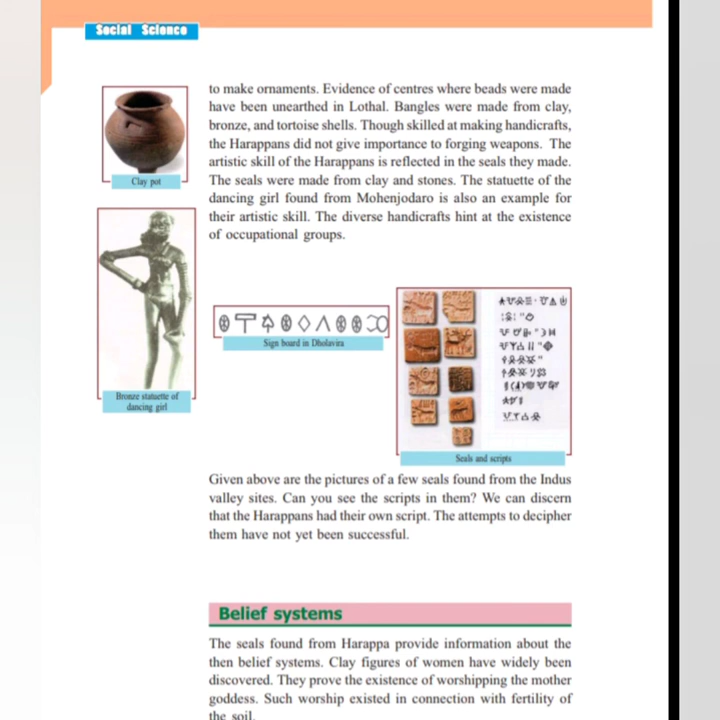 Social Science
to make ornaments. Evidence of centres where beads were made
have been unearthed in Lothal. Bangles were made from clay,
bronze, and tortoise shells. Though skilled at making handicrafts,
the Harappans did not give importance to forging weapons. The
artistic skill of the Harappans is reflected in the seals they made.
The seals were made from clay and stones. The statuette of the
dancing girl found from Mohenjodaro is also an example for
their artistic skill. The diverse handicrafts hint at the existence
of occupational groups.
Clay pot
Bronze statuette of
dancing girl
Sign board in Dholavira
Seals and scripts
Given above are the pictures of a few seals found from the Indus
valley sites. Can you see the scripts in them? We can discern
that the Harappans had their own script. The attempts to decipher
them have not yet been successful.
Belief systems
The seals found from Harappa provide information about the
then belief systems. Clay figures of women have widely been
discovered. They prove the existence of worshipping the mother
goddess. Such worship existed in connection with fertility of
the soil.